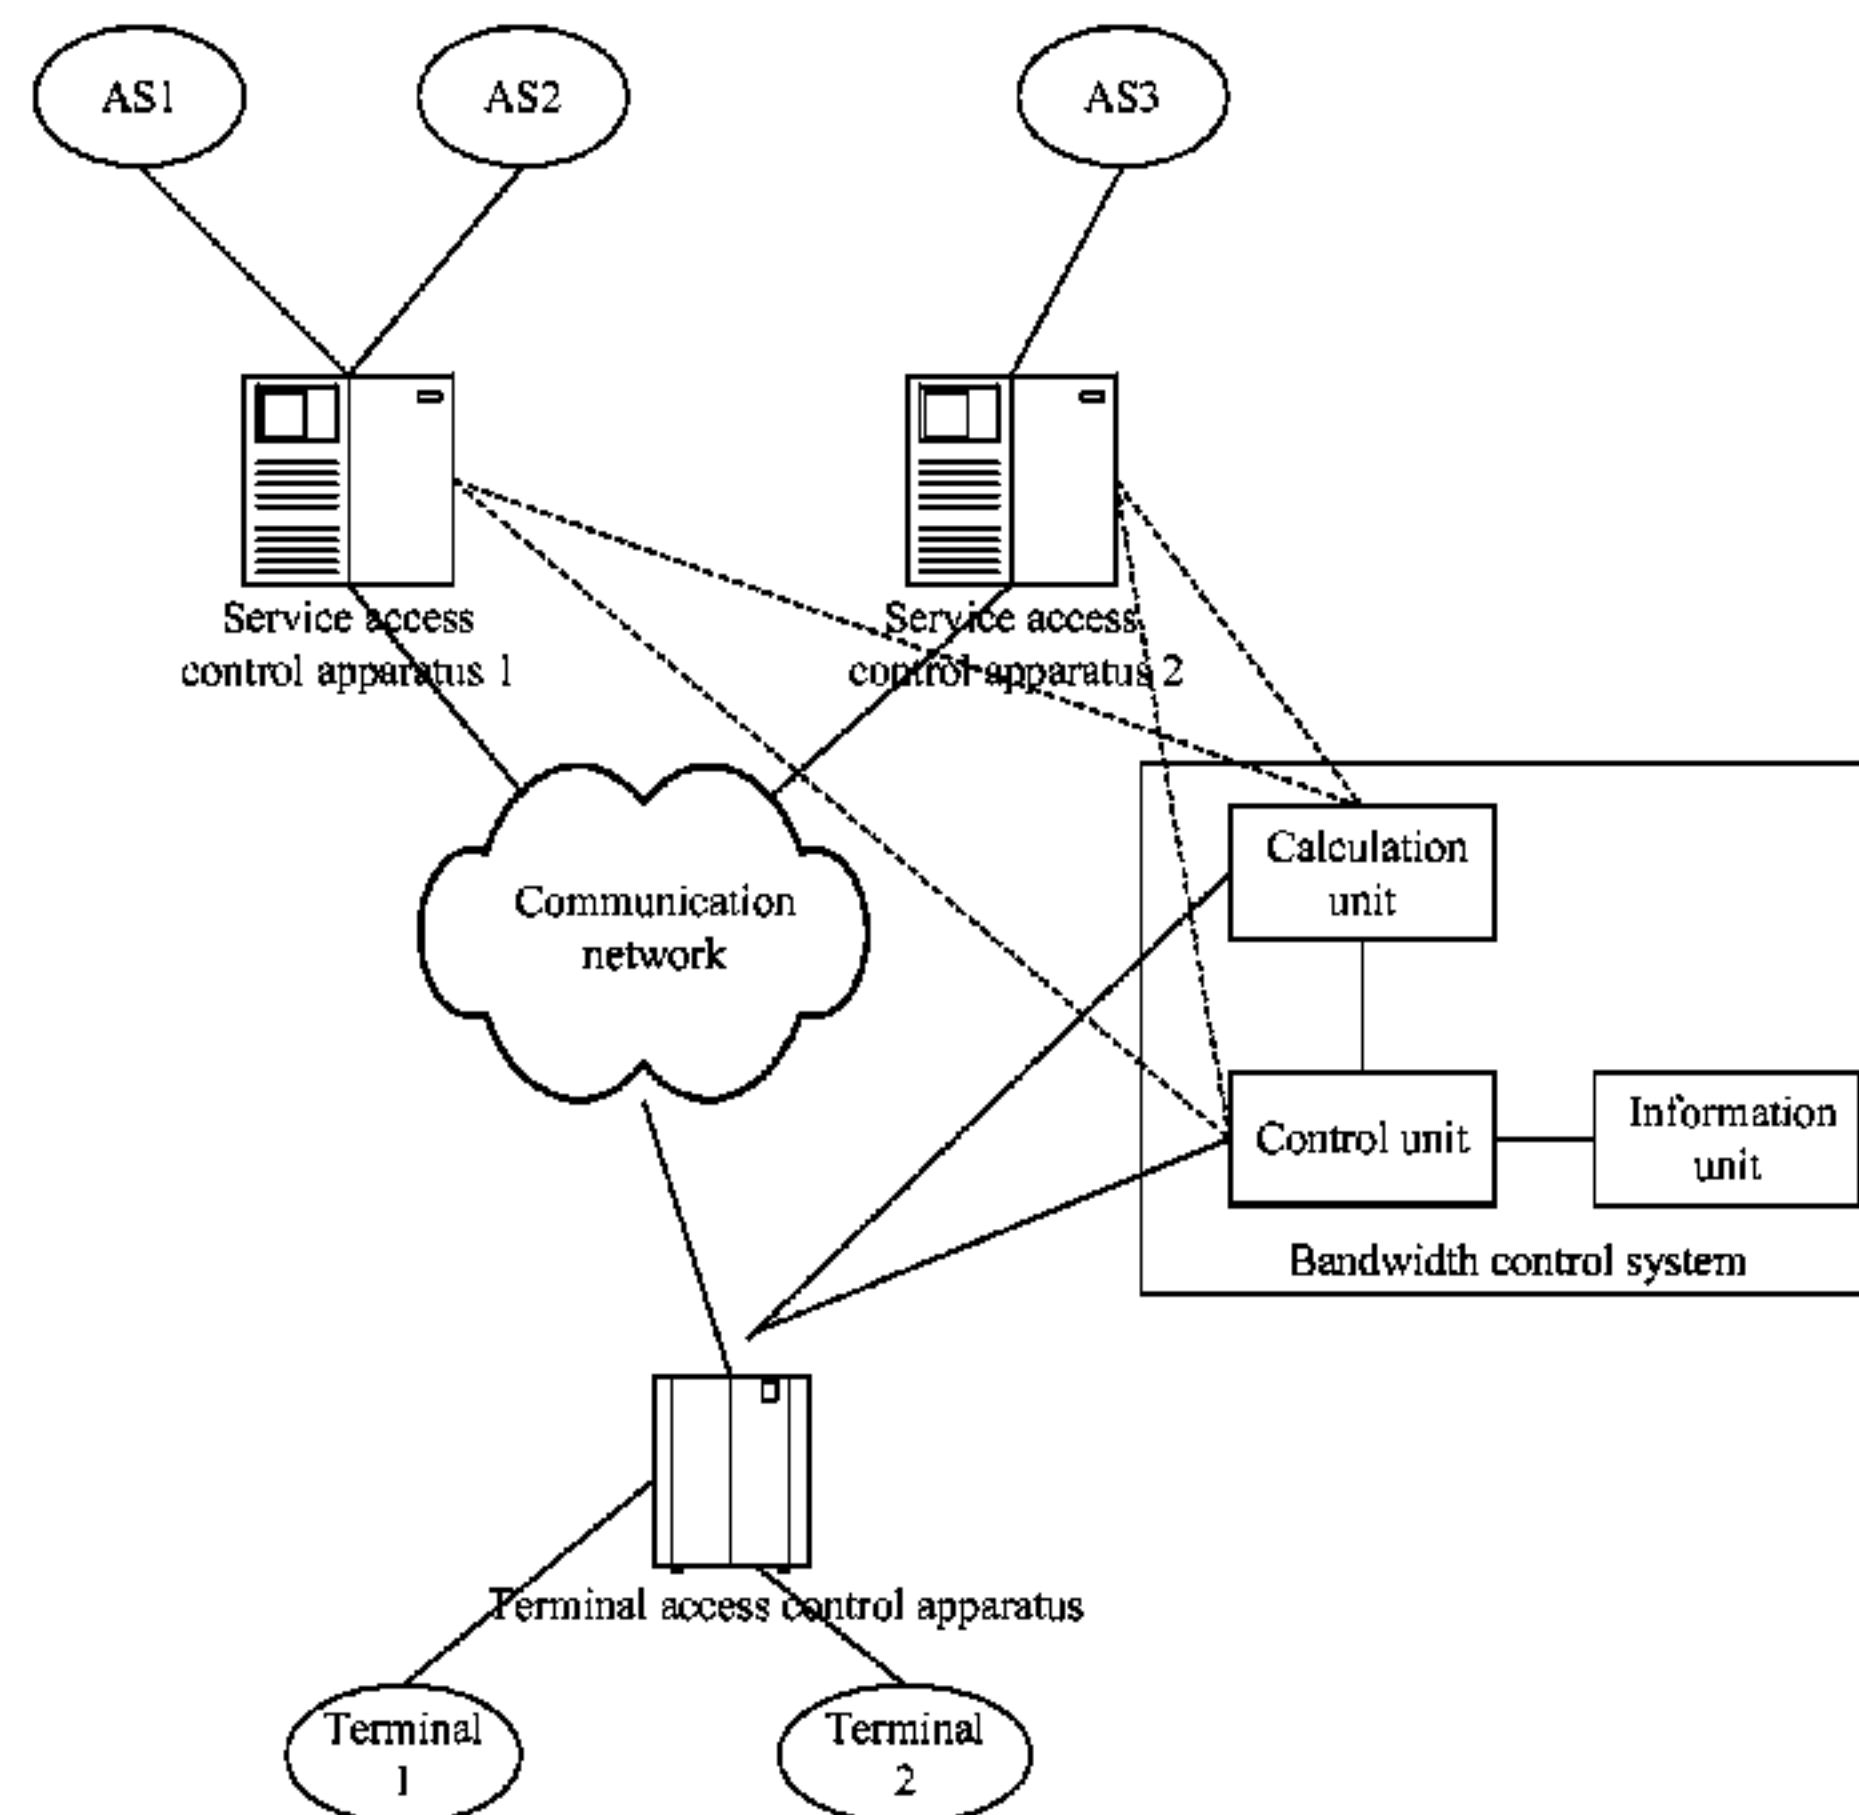 AS1
AS2
AS3
Service access
control apparatus 1
Service access
control apparatus 2
Communication
network
Calculation
unit
Control unit
Information
unit
Bandwidth control system
Terminal access control apparatus
Terminal
1
Terminal
2